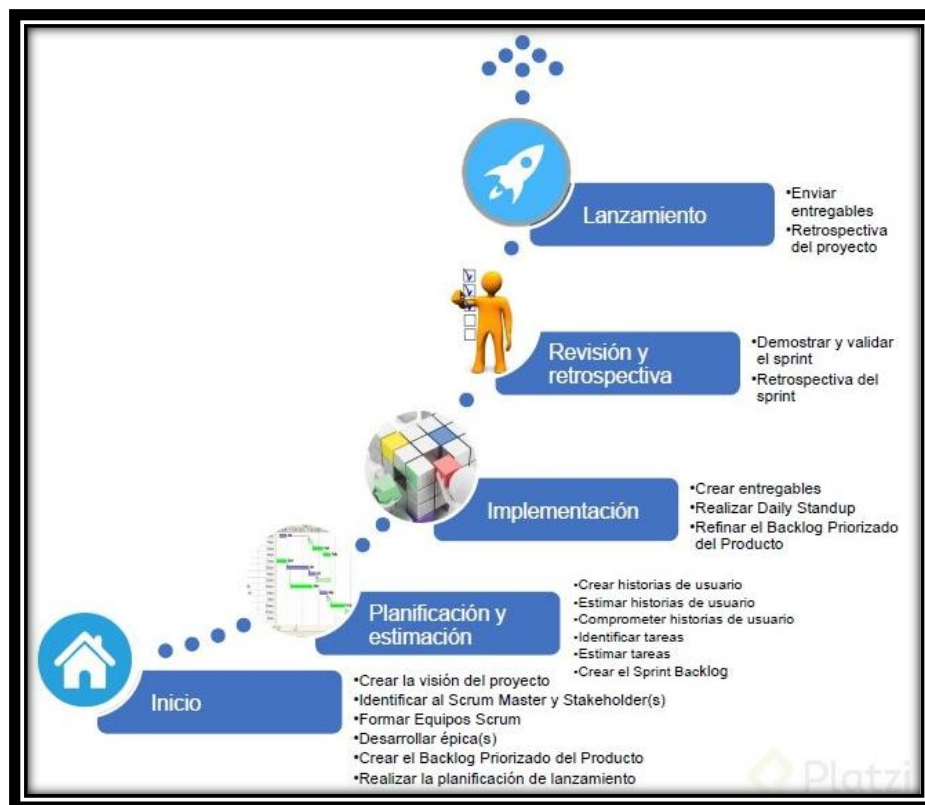 Lanzamiento
•Enviar
entregables
•Retrospectiva
del proyecto
Revisión y
retrospectiva
•Demostrar y validar
el sprint
•Retrospectiva del
sprint
Implementación
•Crear entregables
•Realizar Daily Standup
•Refinar el Backlog Priorizado
del Producto
Planificación y
estimación
•Crear historias de usuario
•Estimar historias de usuario
•Comprometer historias de usuario
•Identificar tareas
•Estimar tareas
•Crear el Sprint Backlog
Inicio
•Crear la visión del proyecto
•Identificar al Scrum Master y Stakeholder(s)
•Formar Equipos Scrum
•Desarrollar épica(s)
•Crear el Backlog Priorizado del Producto
•Realizar la planificación de lanzamiento
Platzi